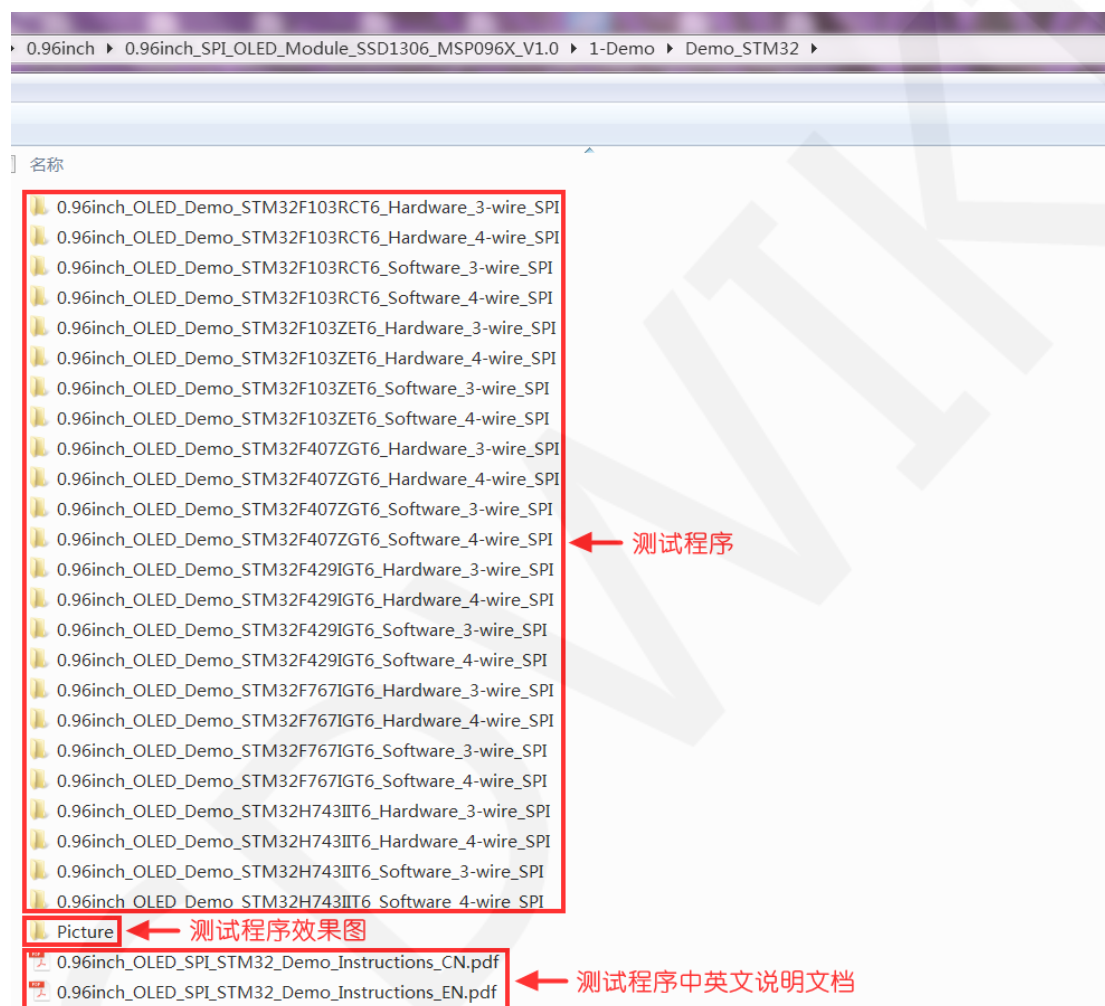 0.96inch ▸ 0.96inch_SPI_OLED_Module_SSD1306_MSP096X_V1.0 ▸ 1-Demo ▸ Demo_STM32 ▸
名称
0.96inch_OLED_Demo_STM32F103RCT6_Hardware_3-wire_SPI
0.96inch_OLED_Demo_STM32F103RCT6_Hardware_4-wire_SPI
0.96inch_OLED_Demo_STM32F103RCT6_Software_3-wire_SPI
0.96inch_OLED_Demo_STM32F103RCT6_Software_4-wire_SPI
0.96inch_OLED_Demo_STM32F103ZET6_Hardware_3-wire_SPI
0.96inch_OLED_Demo_STM32F103ZET6_Hardware_4-wire_SPI
0.96inch_OLED_Demo_STM32F103ZET6_Software_3-wire_SPI
0.96inch_OLED_Demo_STM32F103ZET6_Software_4-wire_SPI
0.96inch_OLED_Demo_STM32F407ZGT6_Hardware_3-wire_SPI
0.96inch_OLED_Demo_STM32F407ZGT6_Hardware_4-wire_SPI
0.96inch_OLED_Demo_STM32F407ZGT6_Software_3-wire_SPI
0.96inch_OLED_Demo_STM32F407ZGT6_Software_4-wire_SPI 测试程序
0.96inch_OLED_Demo_STM32F429IGT6_Hardware_3-wire_SPI
0.96inch_OLED_Demo_STM32F429IGT6_Hardware_4-wire_SPI
0.96inch_OLED_Demo_STM32F429IGT6_Software_3-wire_SPI
0.96inch_OLED_Demo_STM32F429IGT6_Software_4-wire_SPI
0.96inch_OLED_Demo_STM32F767IGT6_Hardware_3-wire_SPI
0.96inch_OLED_Demo_STM32F767IGT6_Hardware_4-wire_SPI
0.96inch_OLED_Demo_STM32F767IGT6_Software_3-wire_SPI
0.96inch_OLED_Demo_STM32F767IGT6_Software_4-wire_SPI
0.96inch_OLED_Demo_STM32H743IIT6_Hardware_3-wire_SPI
0.96inch_OLED_Demo_STM32H743IIT6_Hardware_4-wire_SPI
0.96inch_OLED_Demo_STM32H743IIT6_Software_3-wire_SPI
0.96inch_OLED_Demo_STM32H743IIT6_Software_4-wire_SPI
Picture 测试程序效果图
0.96inch_OLED_SPI_STM32_Demo_Instructions_CN.pdf
0.96inch_OLED_SPI_STM32_Demo_Instructions_EN.pdf 测试程序中英文说明文档